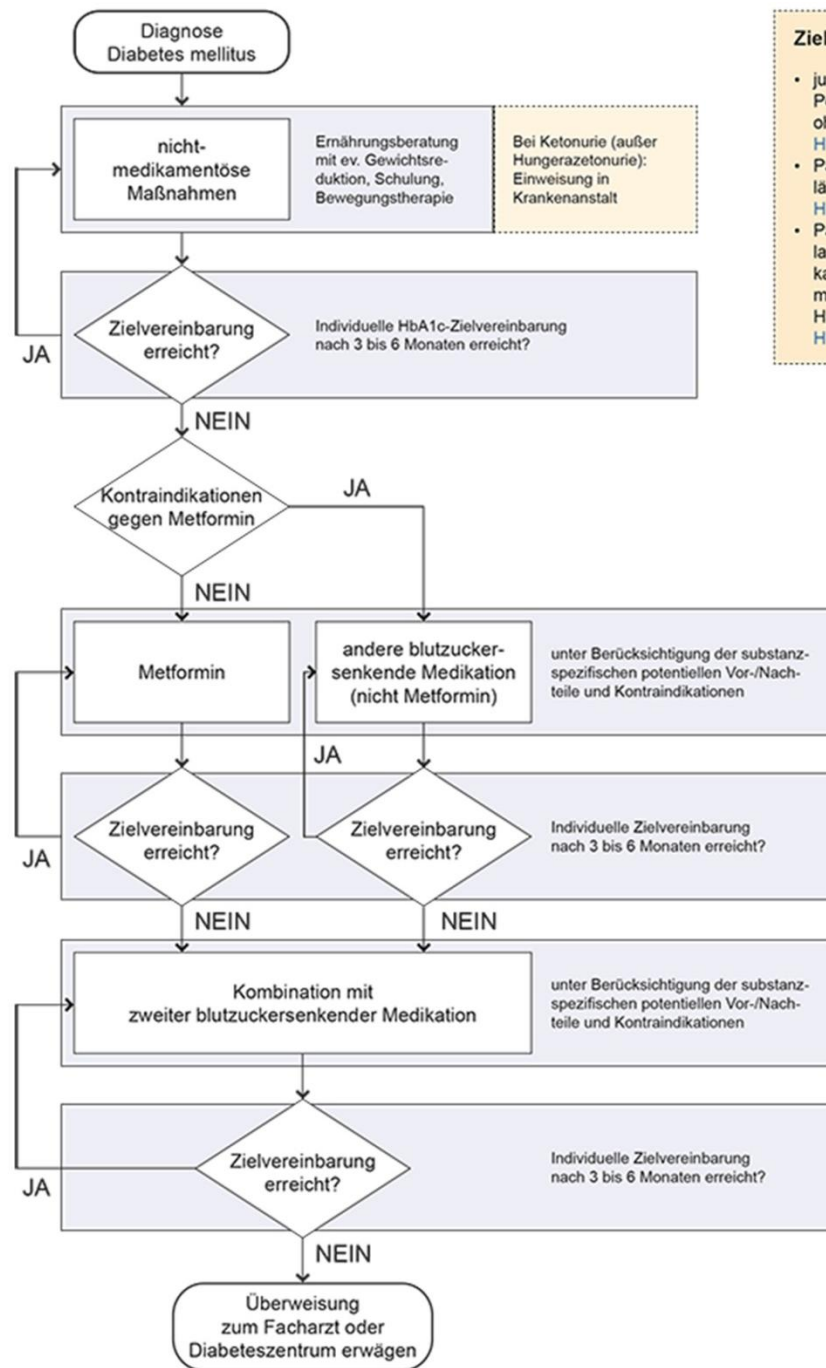 Diagnose
Diabetes mellitus
nicht-
medikamentöse
Maßnahmen
Ernährungsberatung
mit ev. Gewichtsre-
duktion, Schulung,
Bewegungstherapie
Bei Ketonurie (außer
Hungerazetonurie):
Einweisung in
Krankenanstalt
Zielvereinbarung
erreicht?
Individuelle HbA1c-Zielvereinbarung
nach 3 bis 6 Monaten erreicht?
JA
NEIN
Kontraindikationen
gegen Metformin
JA
NEIN
Metformin
andere blutzucker-
senkende Medikation
(nicht Metformin)
unter Berücksichtigung der substanz-
spezifischen potentiellen Vor-/Nach-
teile und Kontraindikationen
JA
Zielvereinbarung
erreicht?
Zielvereinbarung
erreicht?
Individuelle Zielvereinbarung
nach 3 bis 6 Monaten erreicht?
JA
NEIN
NEIN
Kombination mit
zweiter blutzuckersenkender Medikation
unter Berücksichtigung der substanz-
spezifischen potentiellen Vor-/Nach-
teile und Kontraindikationen
Zielvereinbarung
erreicht?
Individuelle Zielvereinbarung
nach 3 bis 6 Monaten erreicht?
JA
NEIN
Überweisung
zum Facharzt oder
Diabeteszentrum erwägen